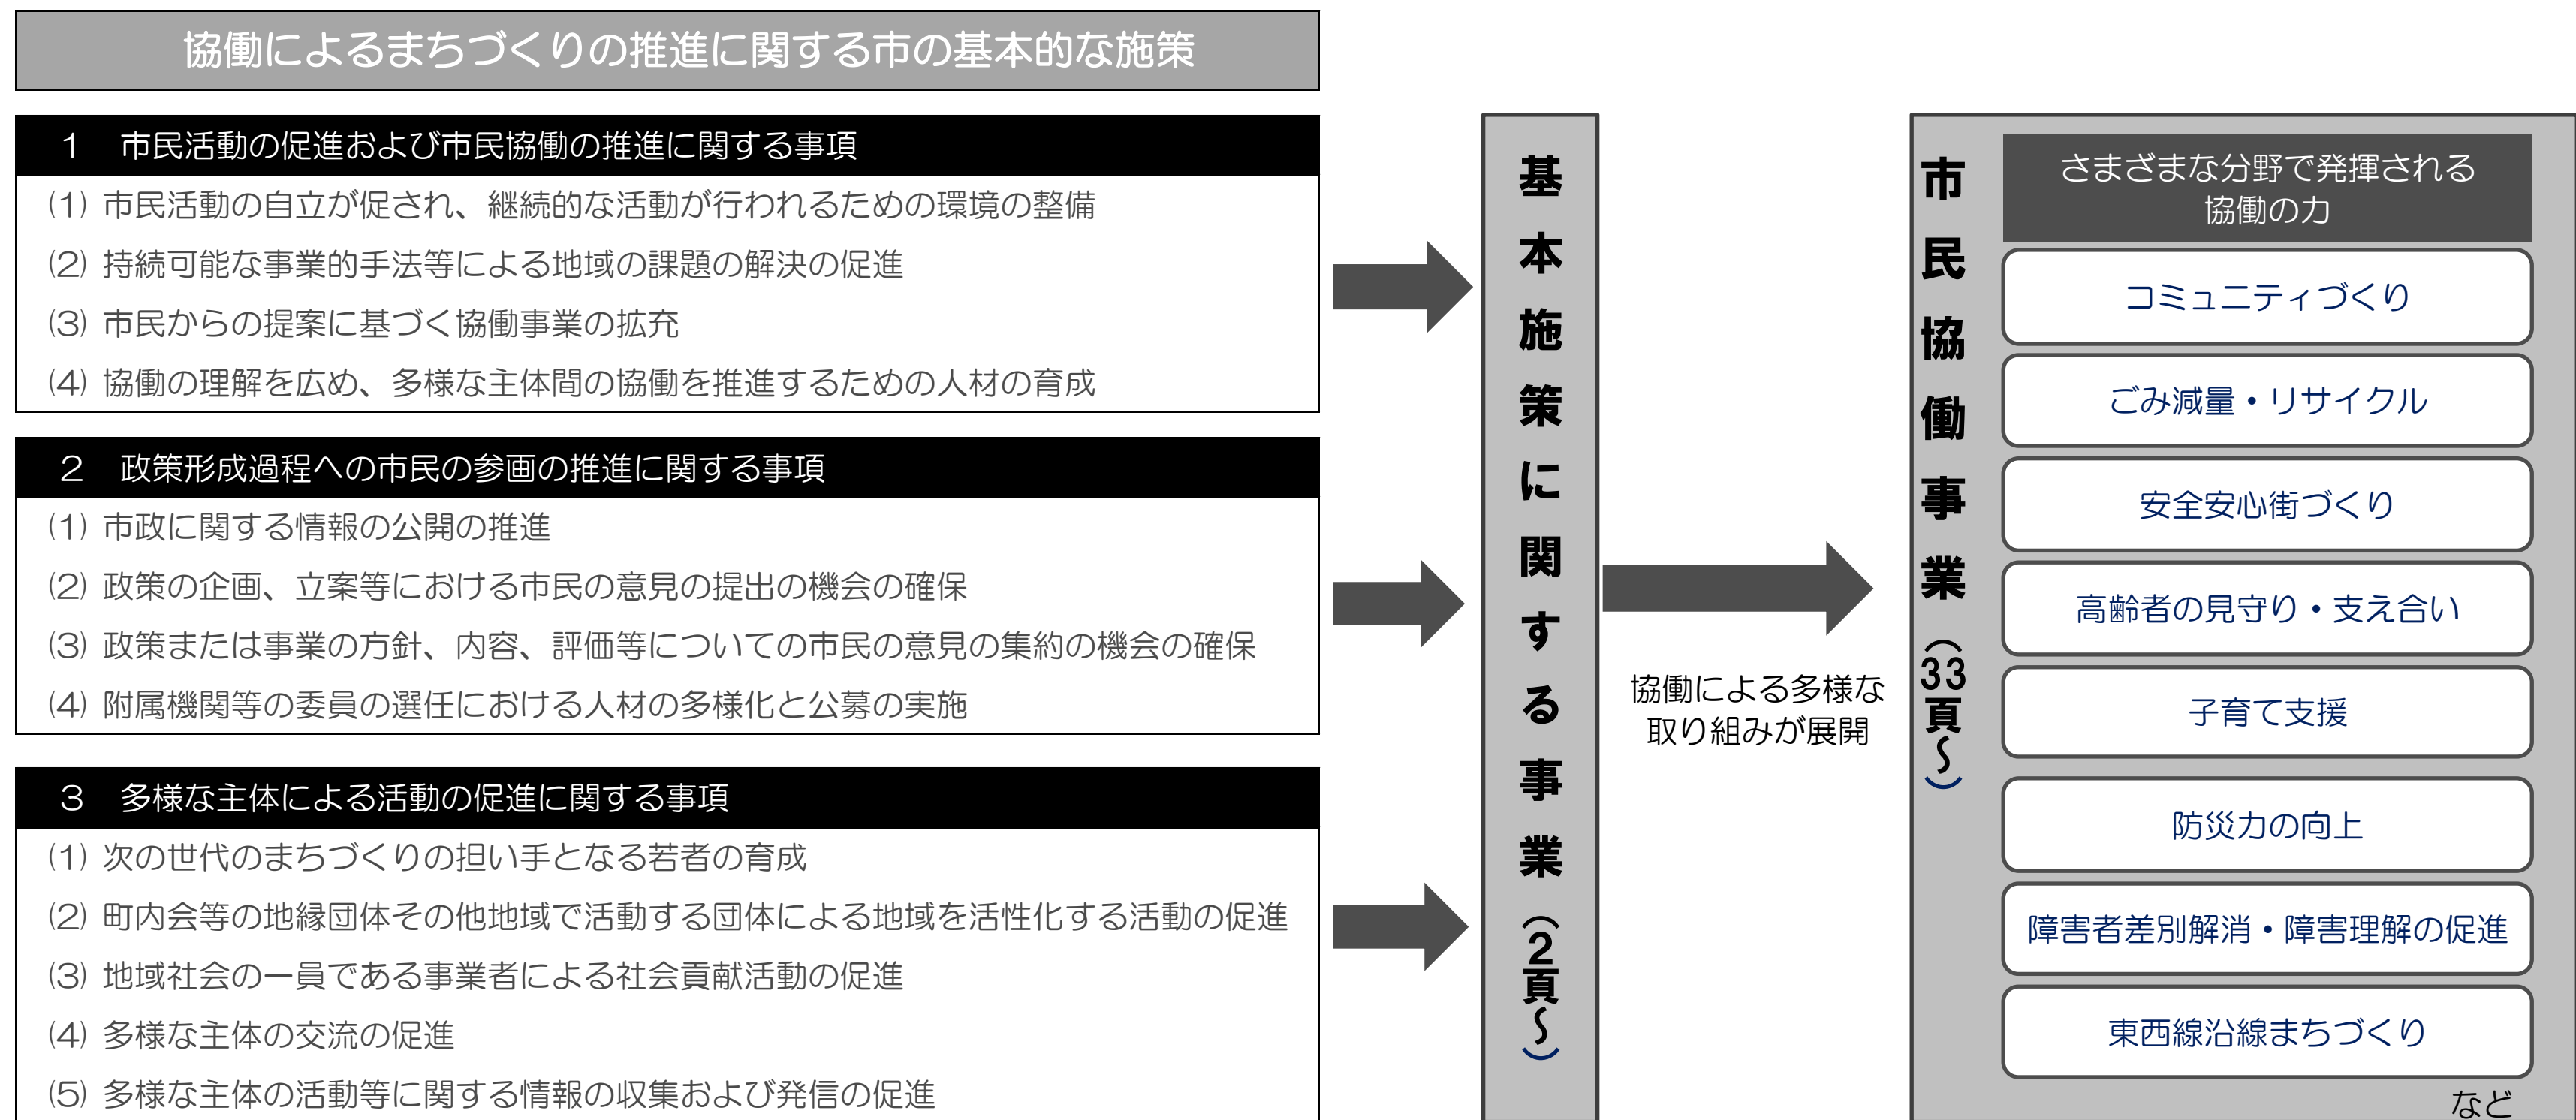 協働によるまちづくりの推進に関する市の基本的な施策
1 市民活動の促進および市民協働の推進に関する事項
(1) 市民活動の自立が促され、継続的な活動が行われるための環境の整備
(2) 持続可能な事業的手法等による地域の課題の解決の促進
(3) 市民からの提案に基づく協働事業の拡充
(4) 協働の理解を広め、多様な主体間の協働を推進するための人材の育成
2 政策形成過程への市民の参画の推進に関する事項
(1) 市政に関する情報の公開の推進
(2) 政策の企画、立案等における市民の意見の提出の機会の確保
(3) 政策または事業の方針、内容、評価等についての市民の意見の集約の機会の確保
(4) 附属機関等の委員の選任における人材の多様化と公募の実施
3 多様な主体による活動の促進に関する事項
(1) 次の世代のまちづくりの担い手となる若者の育成
(2) 町内会等の地縁団体その他地域で活動する団体による地域を活性化する活動の促進
(3) 地域社会の一員である事業者による社会貢献活動の促進
(4) 多様な主体の交流の促進
(5) 多様な主体の活動等に関する情報の収集および発信の促進
基本施策に関する事業(2頁~)
協働による多様な
取り組みが展開
市民協働事業(33頁~)
さまざまな分野で発揮される
協働の力
コミュニティづくり
ごみ減量・リサイクル
安全安心街づくり
高齢者の見守り・支え合い
子育て支援
防災力の向上
障害者差別解消・障害理解の促進
東西線沿線まちづくり
など